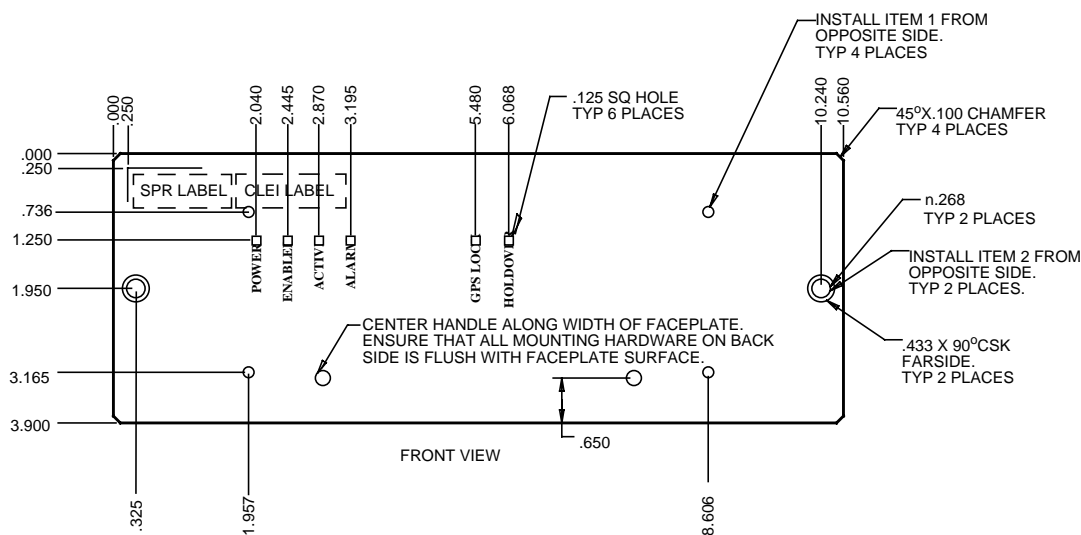 INSTALL ITEM 1 FROM
OPPOSITE SIDE.
TYP 4 PLACES
.000
.250
2.040
2.445
2.870
3.195
5.480
6.068
.125 SQ HOLE
TYP 6 PLACES
10.240
10.560
45°X.100 CHAMFER
TYP 4 PLACES
.000
.250
SPR LABEL
CLEI LABEL
.736
1.250
POWER
ENABLE
ACTIV
ALARM
GPS LOC
HOLDOVE
n.268
TYP 2 PLACES
INSTALL ITEM 2 FROM
OPPOSITE SIDE.
TYP 2 PLACES.
1.950
CENTER HANDLE ALONG WIDTH OF FACEPLATE.
ENSURE THAT ALL MOUNTING HARDWARE ON BACK
SIDE IS FLUSH WITH FACEPLATE SURFACE.
.433 X 90°CSK
FARSIDE.
TYP 2 PLACES
3.165
3.900
.650
FRONT VIEW
.325
1.957
8.606